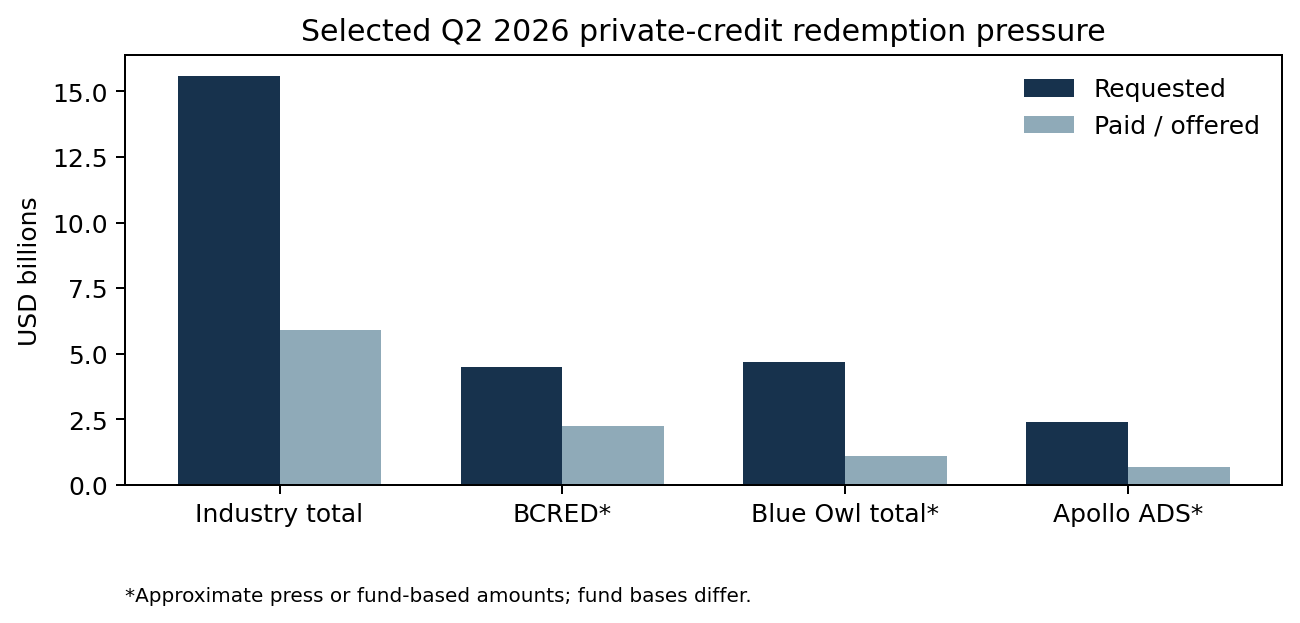 Selected Q2 2026 private-credit redemption pressure
Requested
Paid / offered
USD billions
15.0
12.5
10.0
7.5
5.0
2.5
0.0
Industry total
BCRED*
Blue Owl total*
Apollo ADS*
*Approximate press or fund-based amounts; fund bases differ.